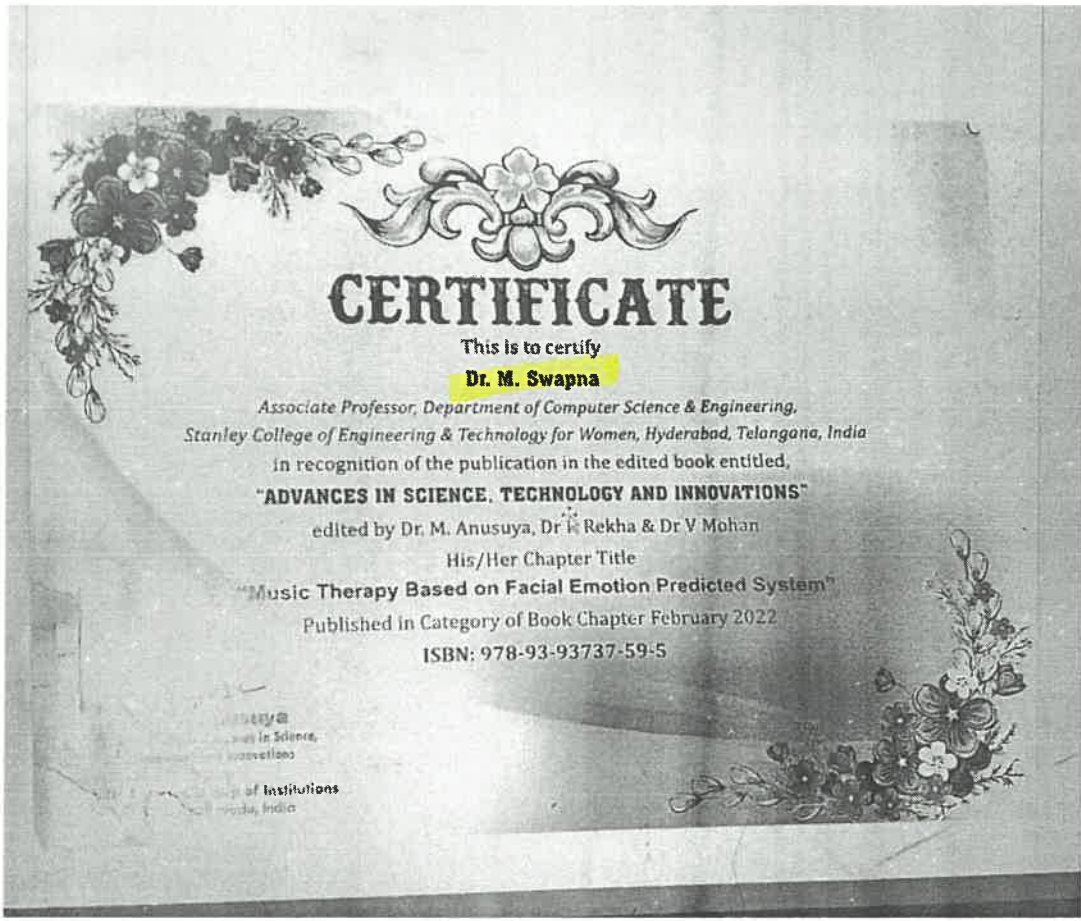 CERTIFICATE
This is to certify
Dr. M. Swapna
Associate Professor, Department of Computer Science & Engineering,
Stanley College of Engineering & Technology for Women, Hyderabad, Telangana, India
in recognition of the publication in the edited book entitled,
"ADVANCES IN SCIENCE, TECHNOLOGY AND INNOVATIONS"
edited by Dr. M. Anusuya, Dr R Rekha & Dr V Mohan
His/Her Chapter Title
"Music Therapy Based on Facial Emotion Predicted System"
Published in Category of Book Chapter February 2022
ISBN: 978-93-93737-59-5
in Science,
of Institutions
India